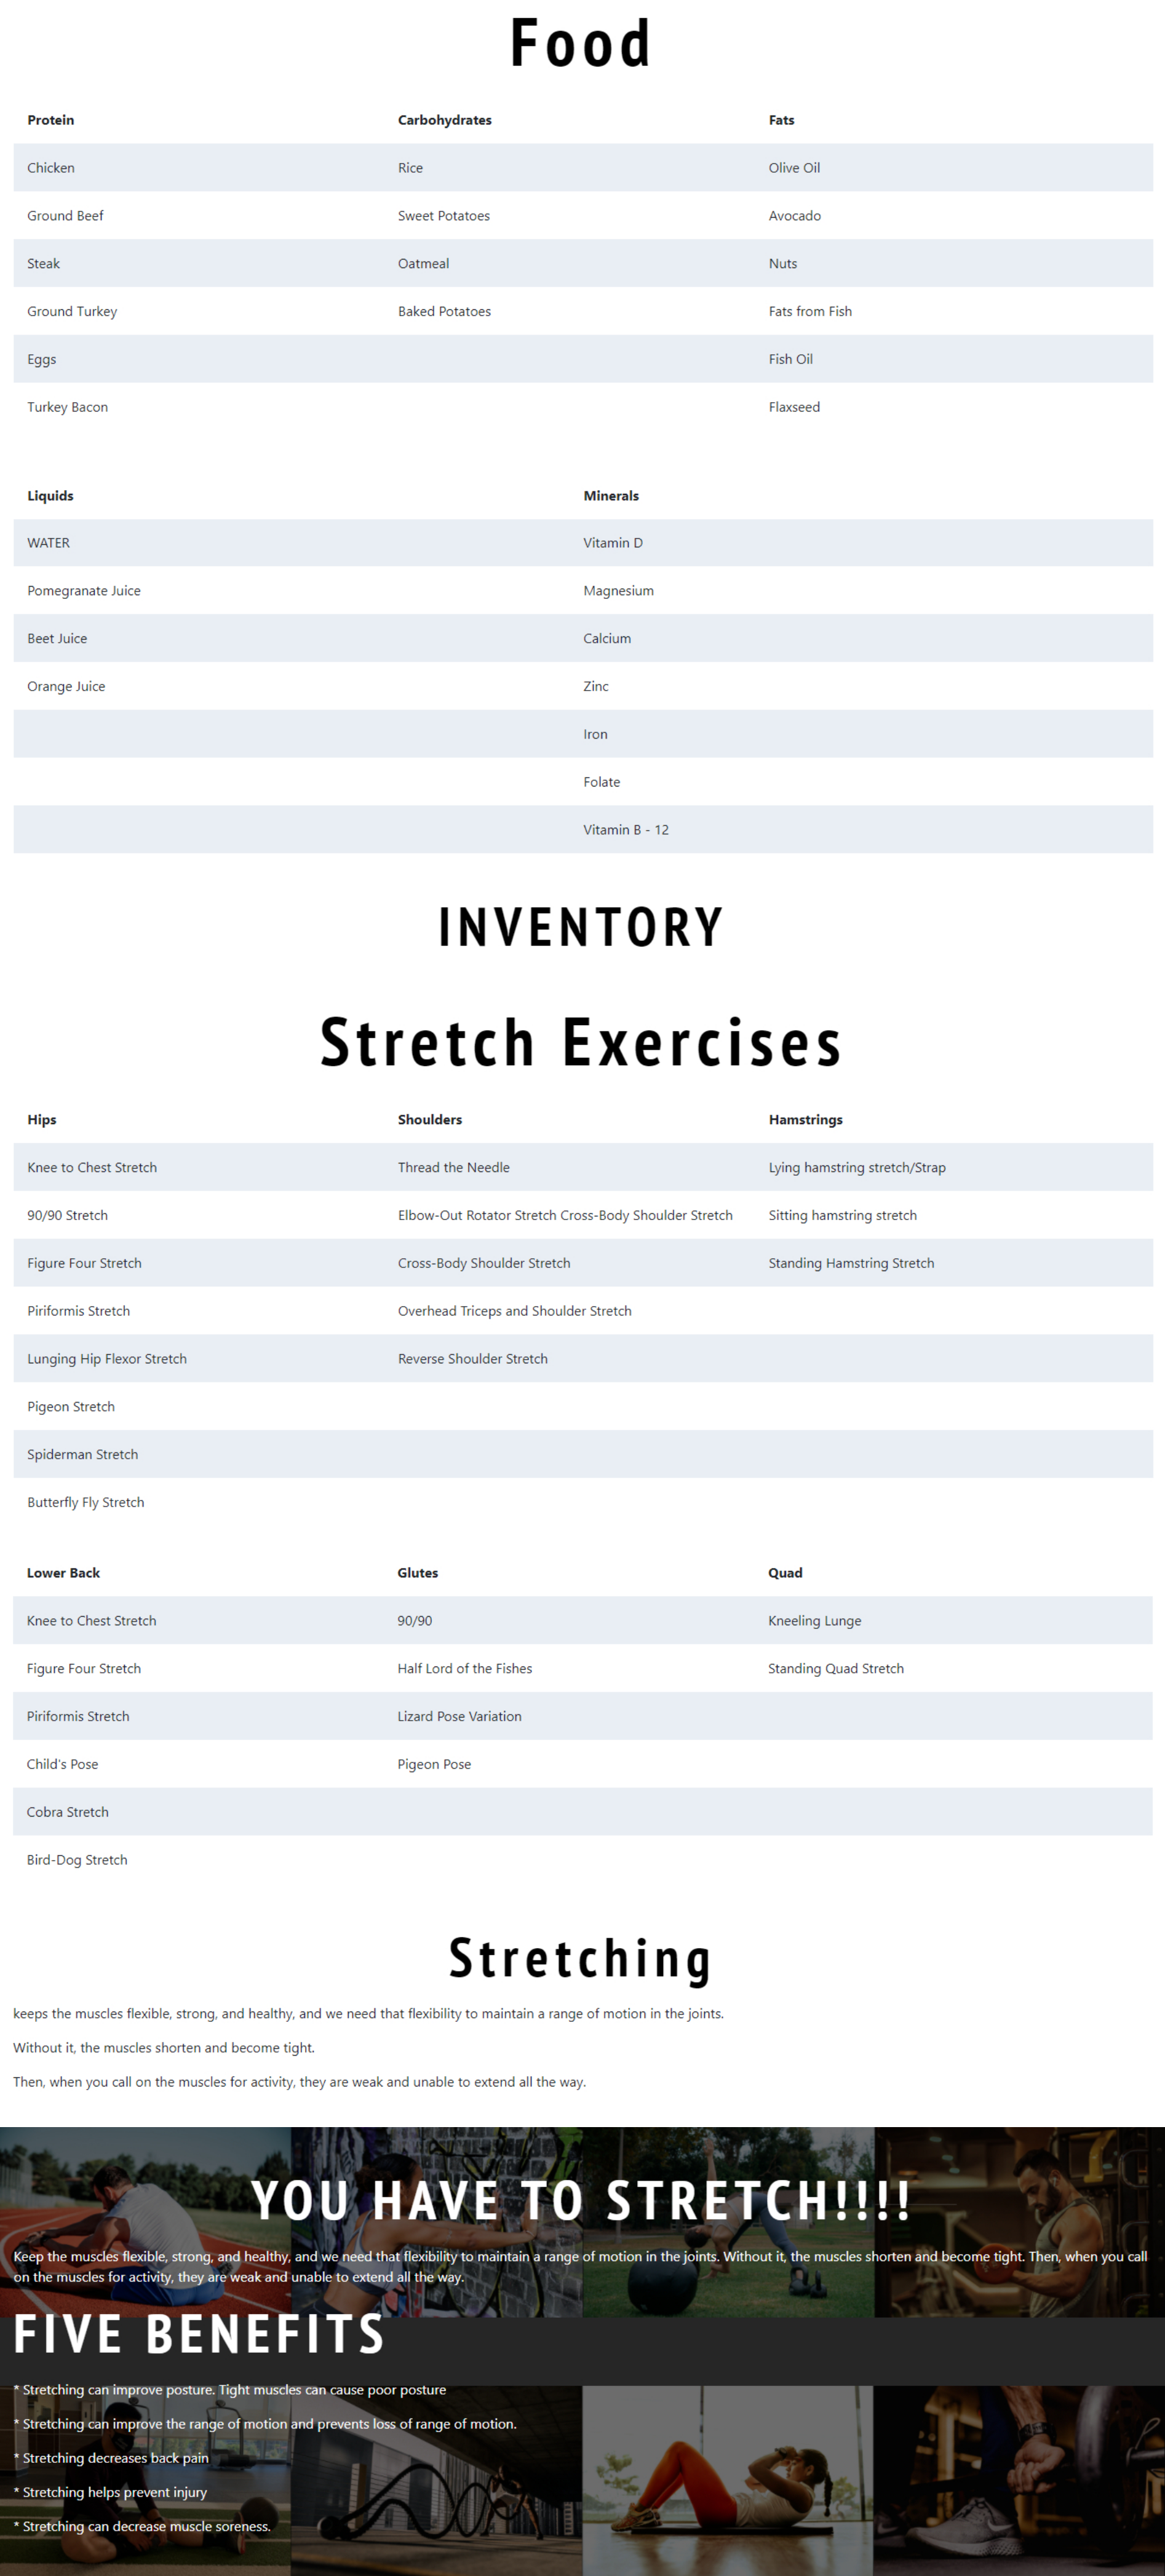 Food
Protein Carbohydrates Fats
Chicken Rice Olive Oil
Ground Beef Sweet Potatoes Avocado
Steak Oatmeal Nuts
Ground Turkey Baked Potatoes Fats from Fish
Eggs Fish Oil
Turkey Bacon Flaxseed
Liquids Minerals
WATER Vitamin D
Pomegranate Juice Magnesium
Beet Juice Calcium
Orange Juice Zinc
Iron
Folate
Vitamin B - 12
INVENTORY
Stretch Exercises
Hips Shoulders Hamstrings
Knee to Chest Stretch Thread the Needle Lying hamstring stretch/Strap
90/90 Stretch Elbow-Out Rotator Stretch Cross-Body Shoulder Stretch Sitting hamstring stretch
Figure Four Stretch Cross-Body Shoulder Stretch Standing Hamstring Stretch
Piriformis Stretch Overhead Triceps and Shoulder Stretch
Lunging Hip Flexor Stretch Reverse Shoulder Stretch
Pigeon Stretch
Spiderman Stretch
Butterfly Fly Stretch
Lower Back Glutes Quad
Knee to Chest Stretch 90/90 Kneeling Lunge
Figure Four Stretch Half Lord of the Fishes Standing Quad Stretch
Piriformis Stretch Lizard Pose Variation
Child's Pose Pigeon Pose
Cobra Stretch
Bird-Dog Stretch
Stretching
keeps the muscles flexible, strong, and healthy, and we need that flexibility to maintain a range of motion in the joints.
Without it, the muscles shorten and become tight.
Then, when you call on the muscles for activity, they are weak and unable to extend all the way.
YOU HAVE TO STRETCH!!!!
Keep the muscles flexible, strong, and healthy, and we need that flexibility to maintain a range of motion in the joints. Without it, the muscles shorten and become tight. Then, when you call
on the muscles for activity, they are weak and unable to extend all the way.
FIVE BENEFITS
* Stretching can improve posture. Tight muscles can cause poor posture
* Stretching can improve the range of motion and prevents loss of range of motion.
* Stretching decreases back pain
* Stretching helps prevent injury
* Stretching can decrease muscle soreness.